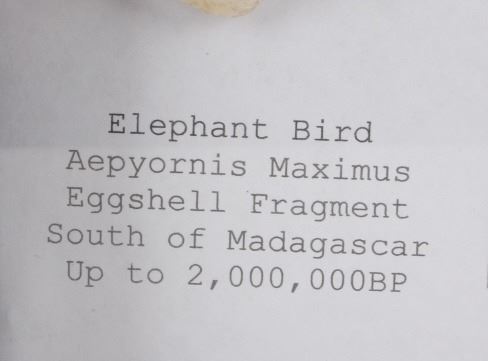 Elephant Bird
Aepyornis Maximus
Eggshell Fragment
South of Madagascar
Up to 2,000,000BP